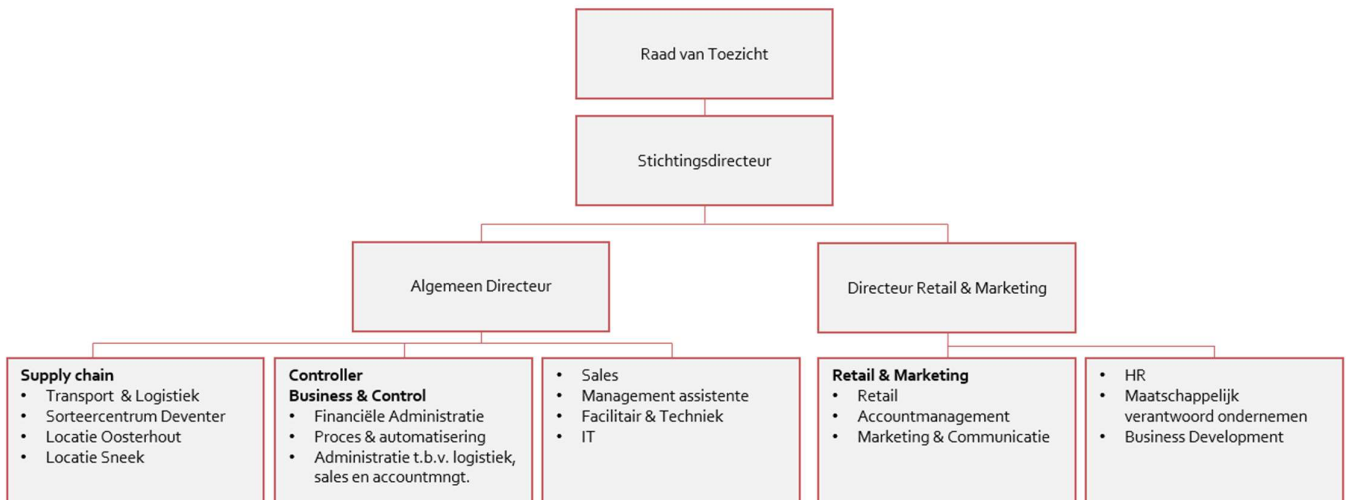 Raad van Toezicht
Stichtingsdirecteur
Algemeen Directeur
Directeur Retail & Marketing
Supply chain
• Transport & Logistiek
• Sorteercentrum Deventer
• Locatie Oosterhout
• Locatie Sneek
Controller
Business & Control
• Financiële Administratie
• Proces & automatisering
• Administratie t.b.v. logistiek,
sales en accountmngt.
• Sales
• Management assistente
• Facilitair & Techniek
• IT
Retail & Marketing
• Retail
• Accountmanagement
• Marketing & Communicatie
• HR
• Maatschappelijk
verantwoord ondernemen
• Business Development